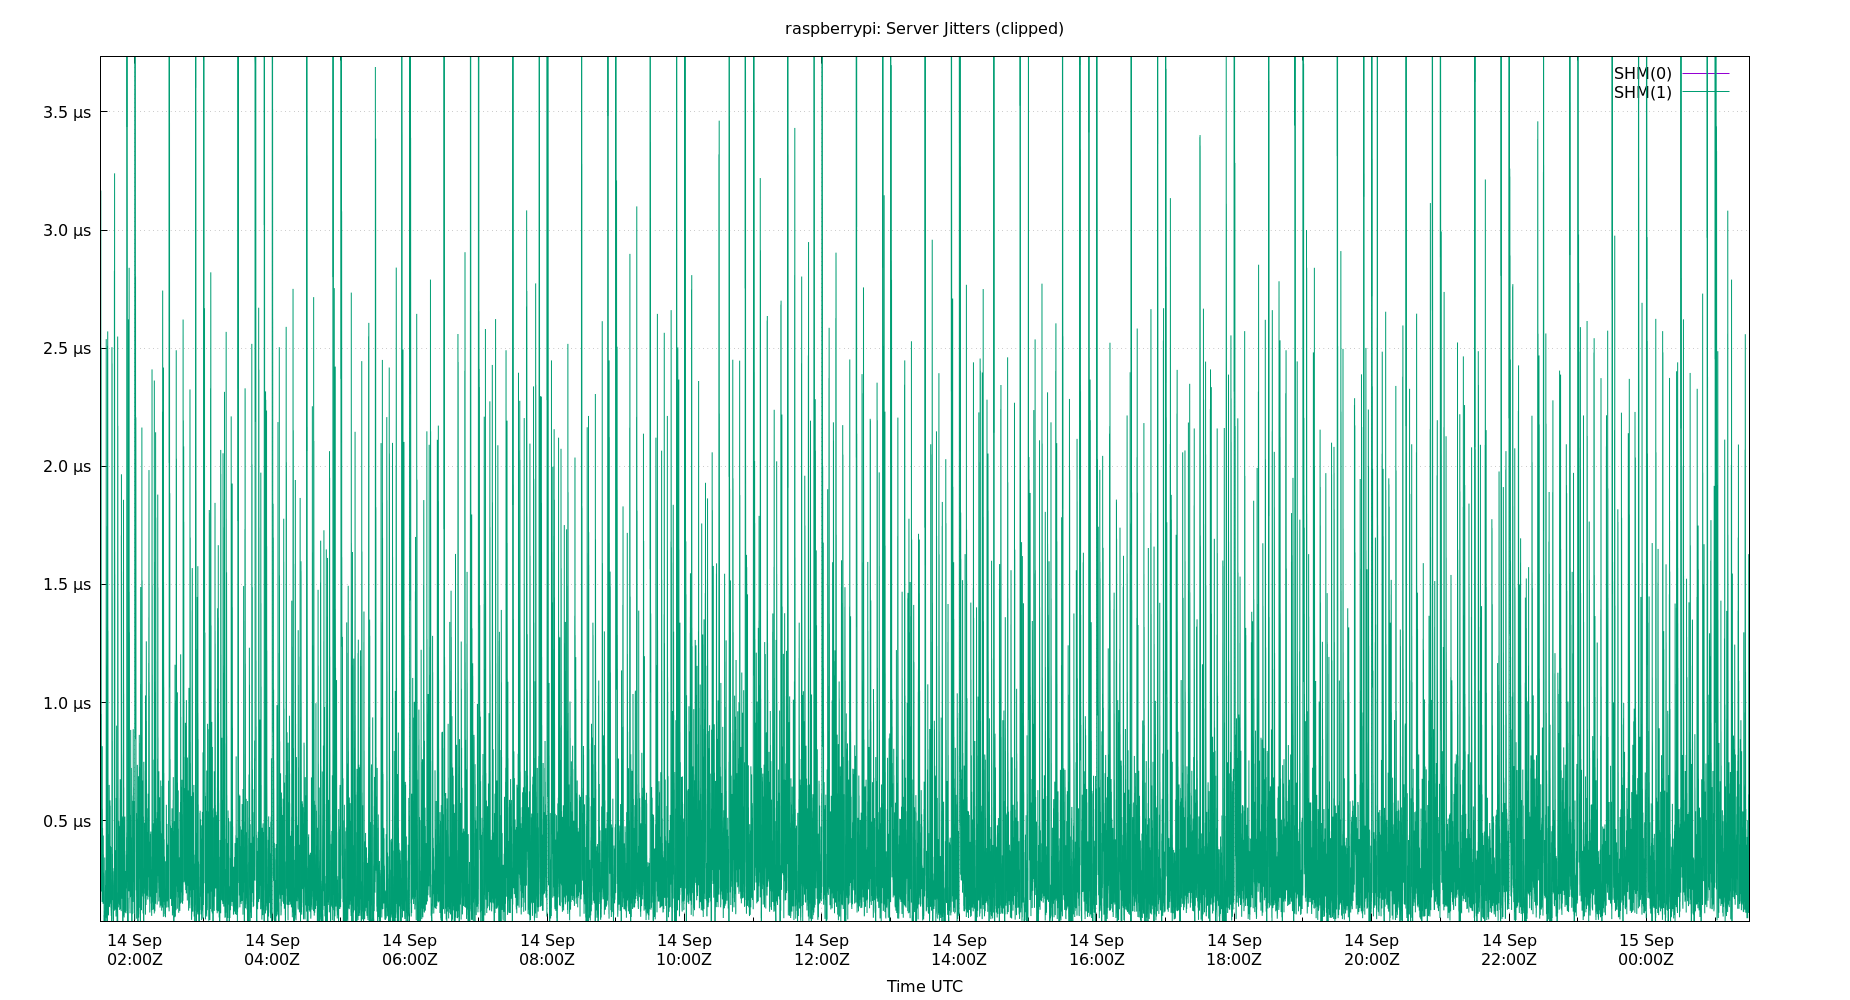 raspberrypi: Server Jitters (clipped)
SHM(0)
SHM(1)
3.5 µs
3.0 µs
2.5 µs
2.0 µs
1.5 µs
1.0 µs
0.5 µs
14 Sep 14 Sep 14 Sep 14 Sep 14 Sep 14 Sep 14 Sep 14 Sep 14 Sep 14 Sep 14 Sep 15 Sep
02:00Z 04:00Z 06:00Z 08:00Z 10:00Z 12:00Z 14:00Z 16:00Z 18:00Z 20:00Z 22:00Z 00:00Z
Time UTC